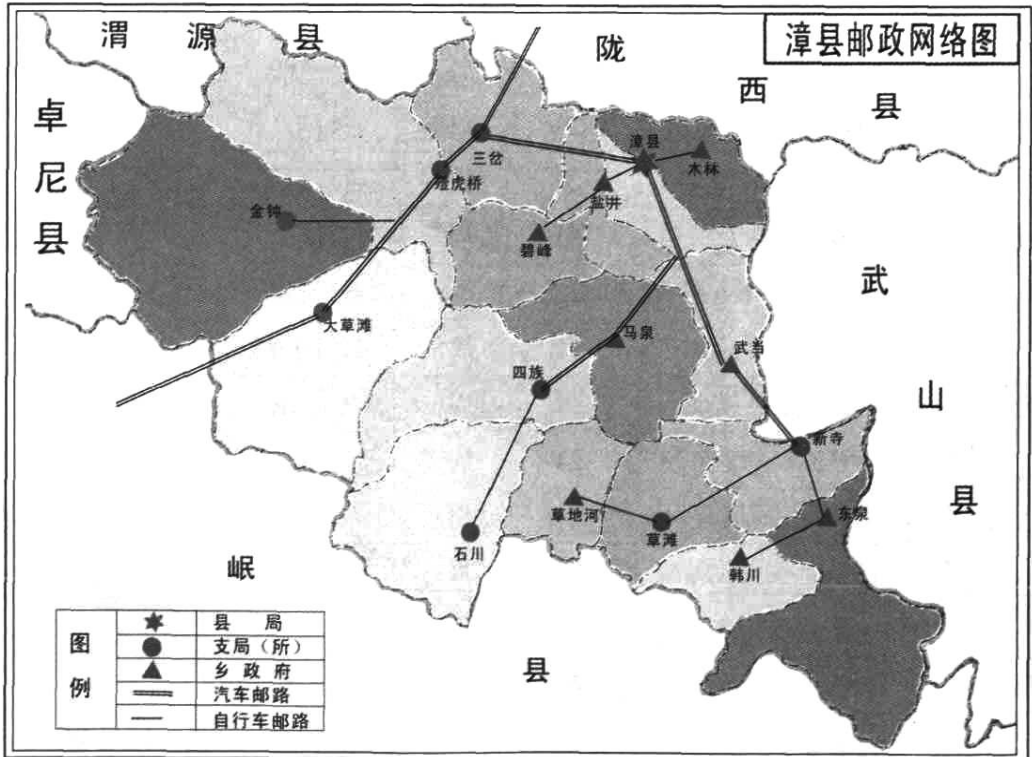 漳县邮政网络图
渭源县
陇西县
卓尼县
武山县
岷县
漳县
木林
三岔
殪虎桥
盐井
金钟
碧峰
大草滩
马泉
武当
四族
新寺
草地河
草滩
东泉
石川
韩川
图例
县局
支局（所）
乡政府
汽车邮路
自行车邮路